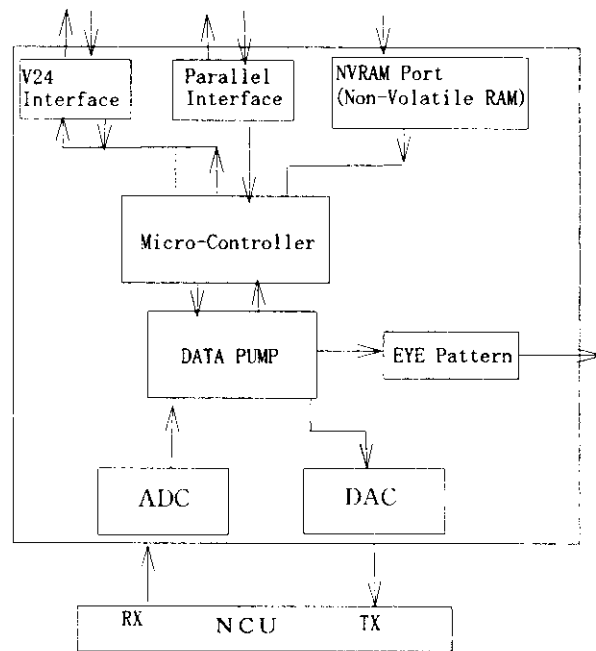 V24
Interface
Parallel
Interface
NVRAM Port
(Non-Volatile RAM)
Micro-Controller
DATA PUMP
EYE Pattern
ADC
DAC
RX
NCU
TX